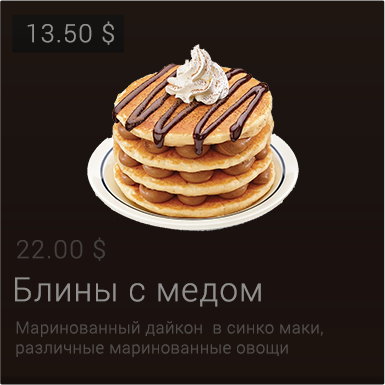 13.50 $
22.00 $
Блины с медом
Маринованный дайкон в синко маки,
различные маринованные овощи